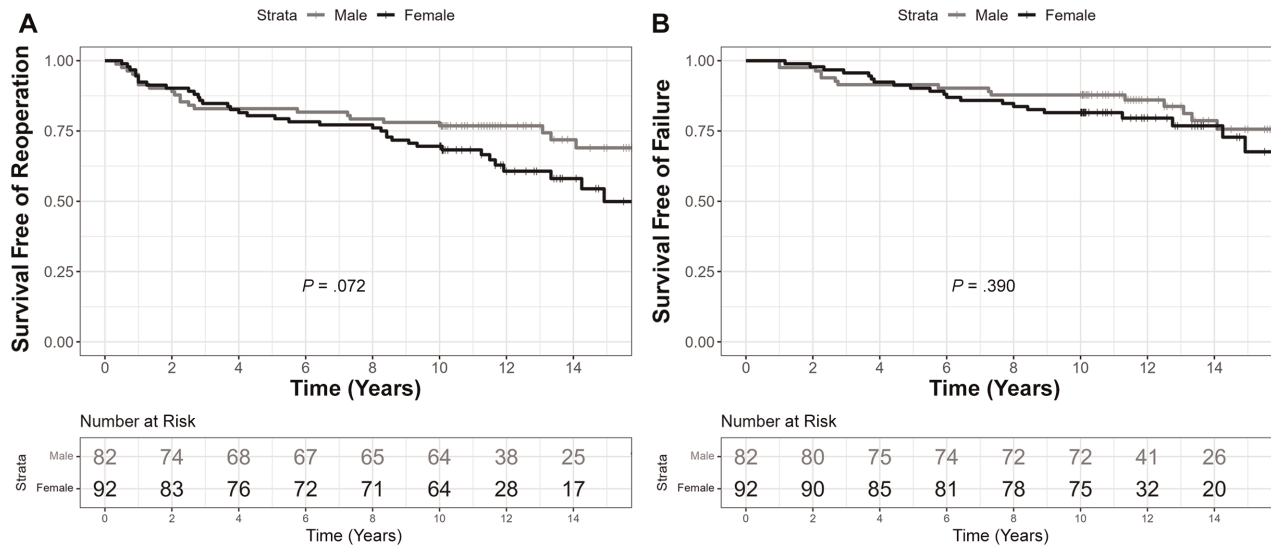 A
Strata Male Female
Survival Free of Reoperation
1.00
0.75
0.50
0.25
0.00
P = .072
0 2 4 6 8 10 12 14
Time (Years)
Number at Risk
Strata
Male 82 74 68 67 65 64 38 25
Female 92 83 76 72 71 64 28 17
0 2 4 6 8 10 12 14
Time (Years)
B
Strata Male Female
Survival Free of Failure
1.00
0.75
0.50
0.25
0.00
P = .390
0 2 4 6 8 10 12 14
Time (Years)
Number at Risk
Strata
Male 82 80 75 74 72 72 41 26
Female 92 90 85 81 78 75 32 20
0 2 4 6 8 10 12 14
Time (Years)